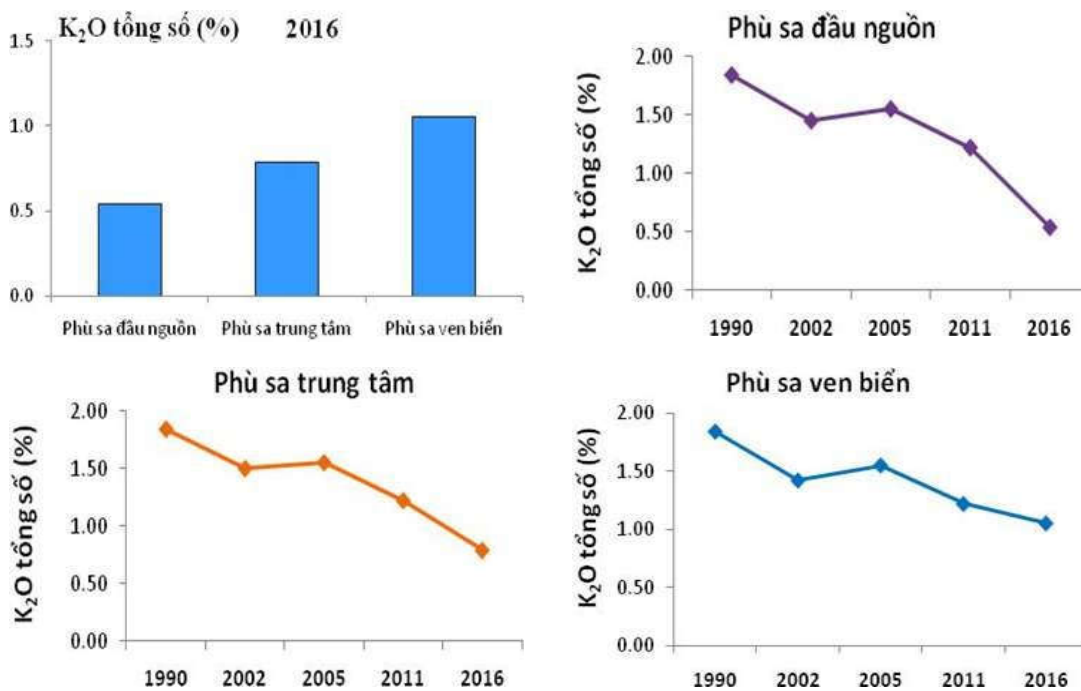 K₂O tổng số (%) 2016
1.5
1.0
0.5
0.0
Phù sa đầu nguồn Phù sa trung tâm Phù sa ven biển
Phù sa đầu nguồn
K₂O tổng số (%)
2.00
1.50
1.00
0.50
0.00
1990 2002 2005 2011 2016
Phù sa trung tâm
K₂O tổng số (%)
2.00
1.50
1.00
0.50
0.00
1990 2002 2005 2011 2016
Phù sa ven biển
K₂O tổng số (%)
2.00
1.50
1.00
0.50
0.00
1990 2002 2005 2011 2016